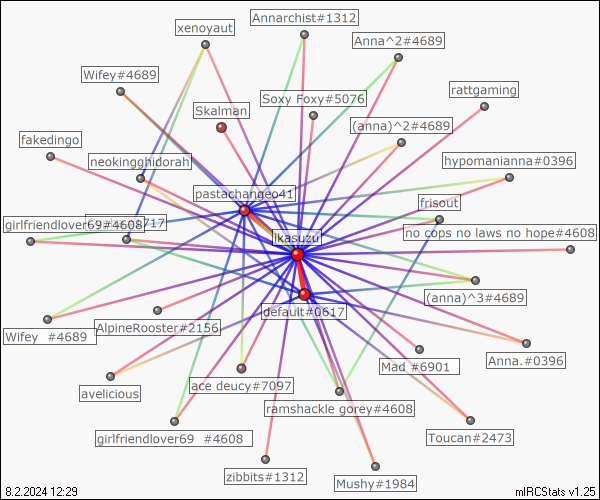 Annarchist#1312
xenoyaut
Anna^2#4689
Wifey#4689
rattgaming
Soxy Foxy#5076
Skalman
(anna)^2#4689
fakedingo
neokingghidorah
hypomanianna#0396
pastachangeo41
frisout
girlfriendlover69#4608
717
no cops no laws no hope#4608
ikasuzu
(anna)^3#4689
default#0617
AlpineRooster#2156
Wifey #4689
Mad #6901
Anna.#0396
ace deucy#7097
avelicious
ramshackle gorey#4608
girlfriendlover69 #4608
Toucan#2473
zibbits#1312
Mushy#1984
8.2.2024 12:29
mIRCStats v1.25